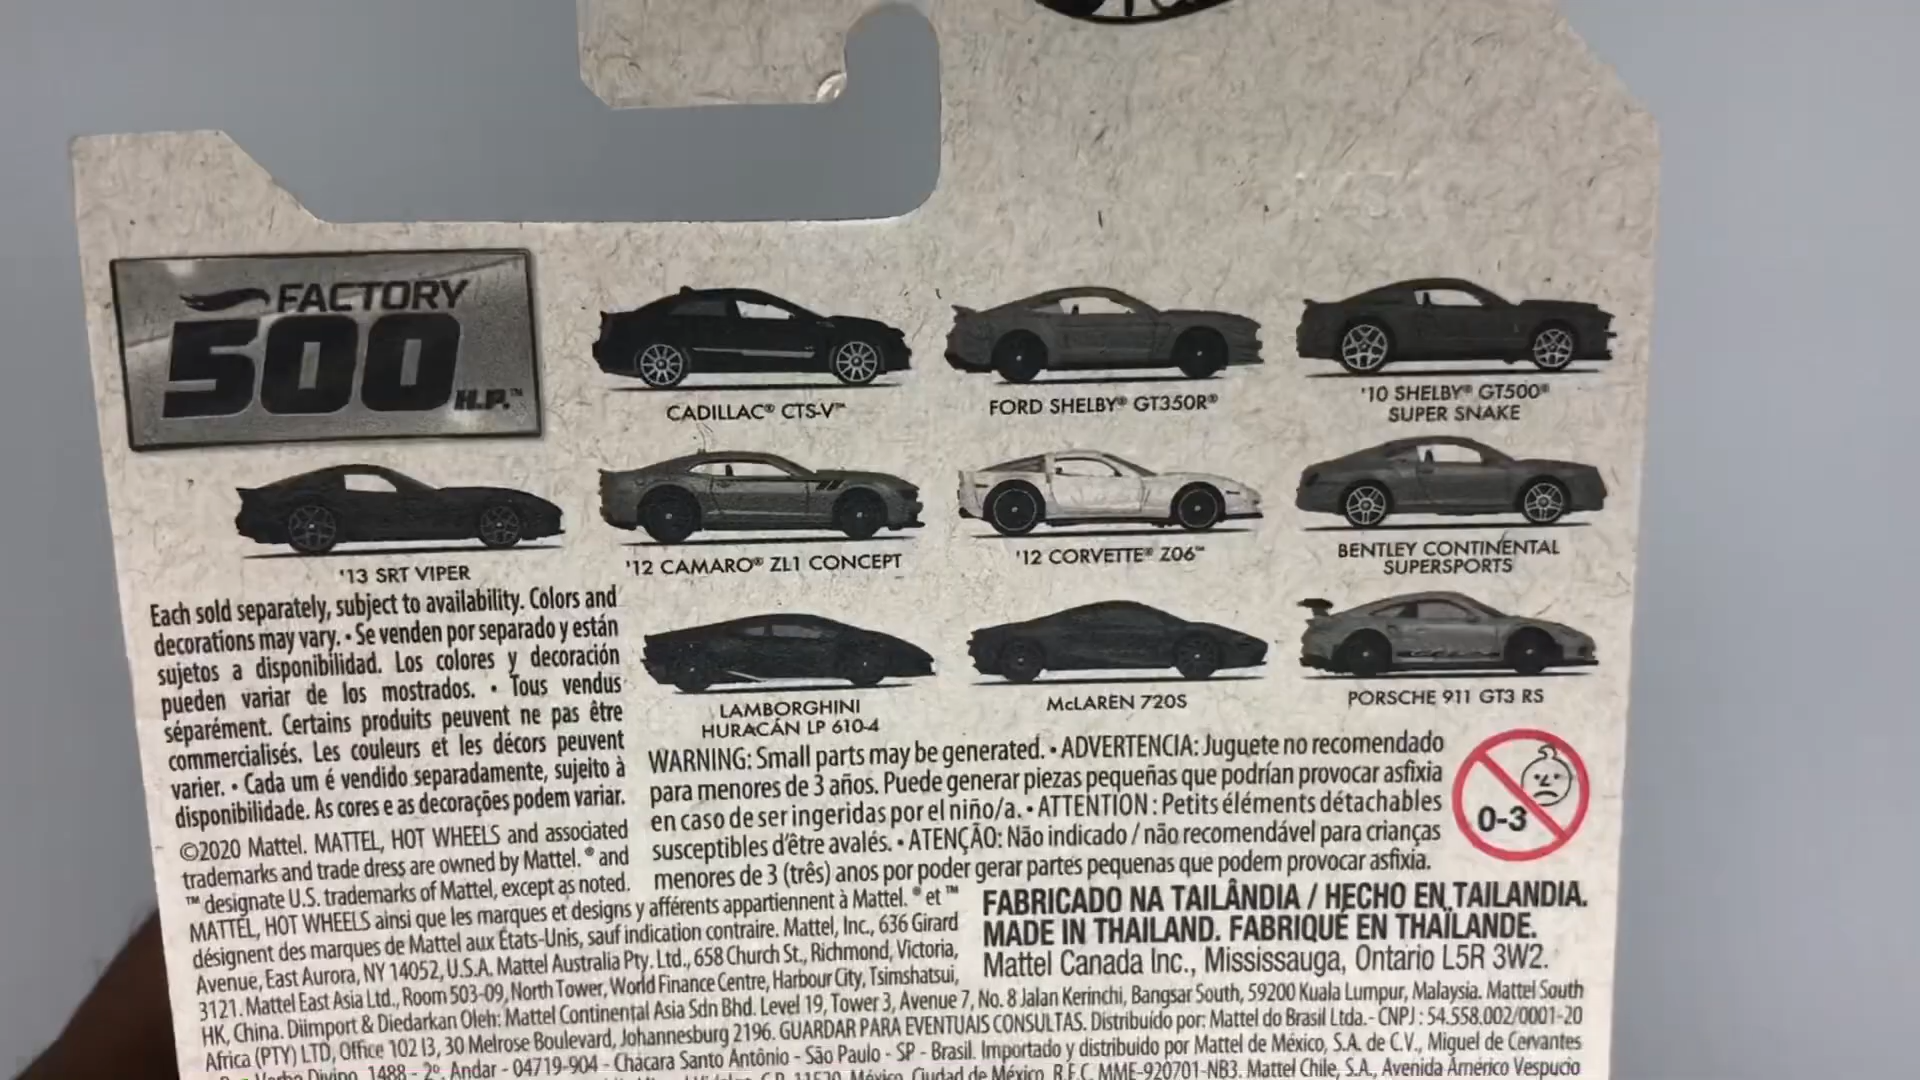 FACTORY
500
H.P.™
CADILLAC® CTS-V™
FORD SHELBY® GT350R®
'10 SHELBY® GT500®
SUPER SNAKE
'13 SRT VIPER
'12 CAMARO® ZL1 CONCEPT
'12 CORVETTE® Z06™
BENTLEY CONTINENTAL
SUPERSPORTS
LAMBORGHINI
HURACÁN LP 610-4
McLAREN 720S
PORSCHE 911 GT3 RS
Each sold separately, subject to availability. Colors and
decorations may vary. • Se venden por separado y están
sujetos a disponibilidad. Los colores y decoración
pueden variar de los mostrados. • Tous vendus
séparément. Certains produits peuvent ne pas être
commercialisés. Les couleurs et les décors peuvent
varier. • Cada um é vendido separadamente, sujeito à
disponibilidade. As cores e as decorações podem variar.
WARNING: Small parts may be generated. • ADVERTENCIA: Juguete no recomendado
para menores de 3 años. Puede generar piezas pequeñas que podrían provocar asfixia
en caso de ser ingeridas por el niño/a. • ATTENTION : Petits éléments détachables
susceptibles d'être avalés. • ATENÇÃO: Não indicado / não recomendável para crianças
menores de 3 (três) anos por poder gerar partes pequenas que podem provocar asfixia.
0-3
©2020 Mattel. MATTEL, HOT WHEELS and associated
trademarks and trade dress are owned by Mattel. ® and
™ designate U.S. trademarks of Mattel, except as noted.
MATTEL, HOT WHEELS ainsi que les marques et designs y afférents appartiennent à Mattel. ® et ™
désignent des marques de Mattel aux États-Unis, sauf indication contraire. Mattel, Inc., 636 Girard
Avenue, East Aurora, NY 14052, U.S.A. Mattel Australia Pty. Ltd., 658 Church St., Richmond, Victoria,
3121. Mattel East Asia Ltd., Room 503-09, North Tower, World Finance Centre, Harbour City, Tsimshatsui,
FABRICADO NA TAILÂNDIA / HECHO EN TAILANDIA.
MADE IN THAILAND. FABRIQUÉ EN THAÏLANDE.
Mattel Canada Inc., Mississauga, Ontario L5R 3W2.
HK, China. Diimport & Diedarkan Oleh: Mattel Continental Asia Sdn Bhd. Level 19, Tower 3, Avenue 7, No. 8 Jalan Kerinchi, Bangsar South, 59200 Kuala Lumpur, Malaysia. Mattel South
Africa (PTY) LTD, Office 102 I3, 30 Melrose Boulevard, Johannesburg 2196. GUARDAR PARA EVENTUAIS CONSULTAS. Distribuído por: Mattel do Brasil Ltda. - CNPJ : 54.558.002/0001-20
Verbo Divino, 1488 - 2º. Andar - 04719-904 - Chácara Santo Antônio - São Paulo - SP - Brasil. Importado y distribuido por Mattel de México, S.A. de C.V., Miguel de Cervantes
C.P. 11520, México, Ciudad de México. R.F.C. MME-920701-NB3. Mattel Chile, S.A., Avenida Américo Vespucio